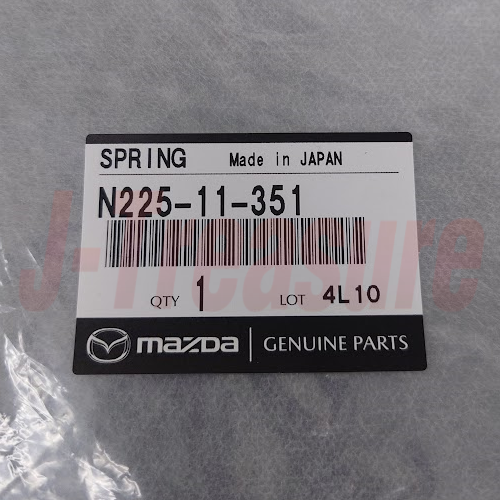 SPRING Made in JAPAN
N225-11-351
J-Treasure
QTY 1 LOT 4L10
mazda GENUINE PARTS